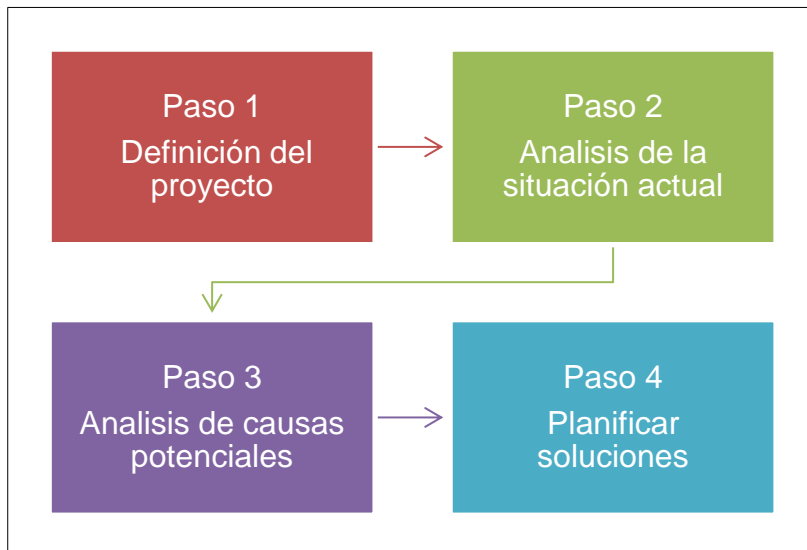 Paso 1
Definición del
proyecto
Paso 2
Analisis de la
situación actual
Paso 3
Analisis de causas
potenciales
Paso 4
Planificar
soluciones